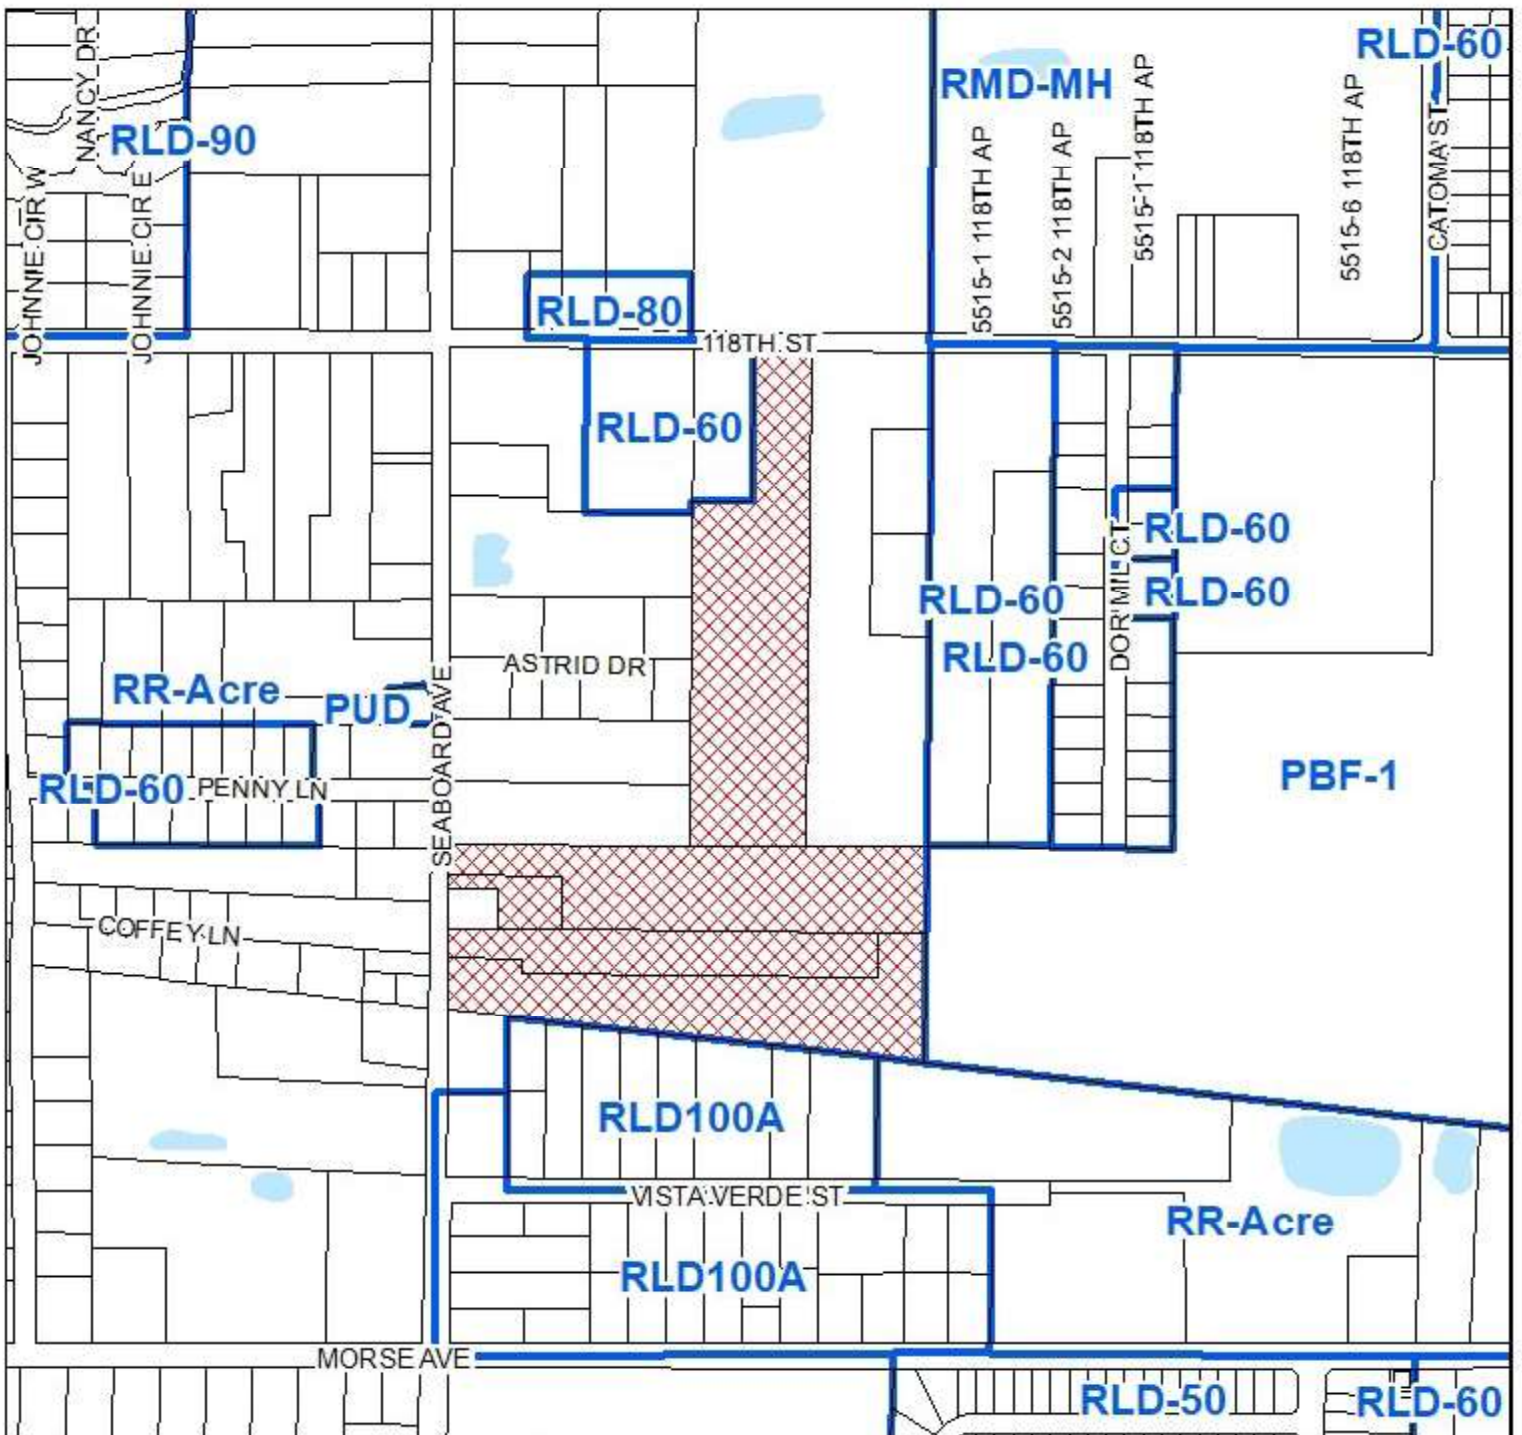 NANCY DR
RLD-90
JOHNNIE CIR W
JOHNNIE CIR E
RMD-MH
RLD-60
5515-1 118TH AP
5515-2 118TH AP
5515-1 118TH AP
5515-6 118TH AP
CATOMA ST
RLD-80
118TH ST
RLD-60
RLD-60
RLD-60
RLD-60
RLD-60
DORMIL CT
ASTRID DR
SEABOARD AVE
RR-Acre
PUD
RLD-60
PENNY LN
PBF-1
COFFEY LN
RLD100A
VISTA VERDE ST
RR-Acre
RLD100A
MORSE AVE
RLD-50
RLD-60